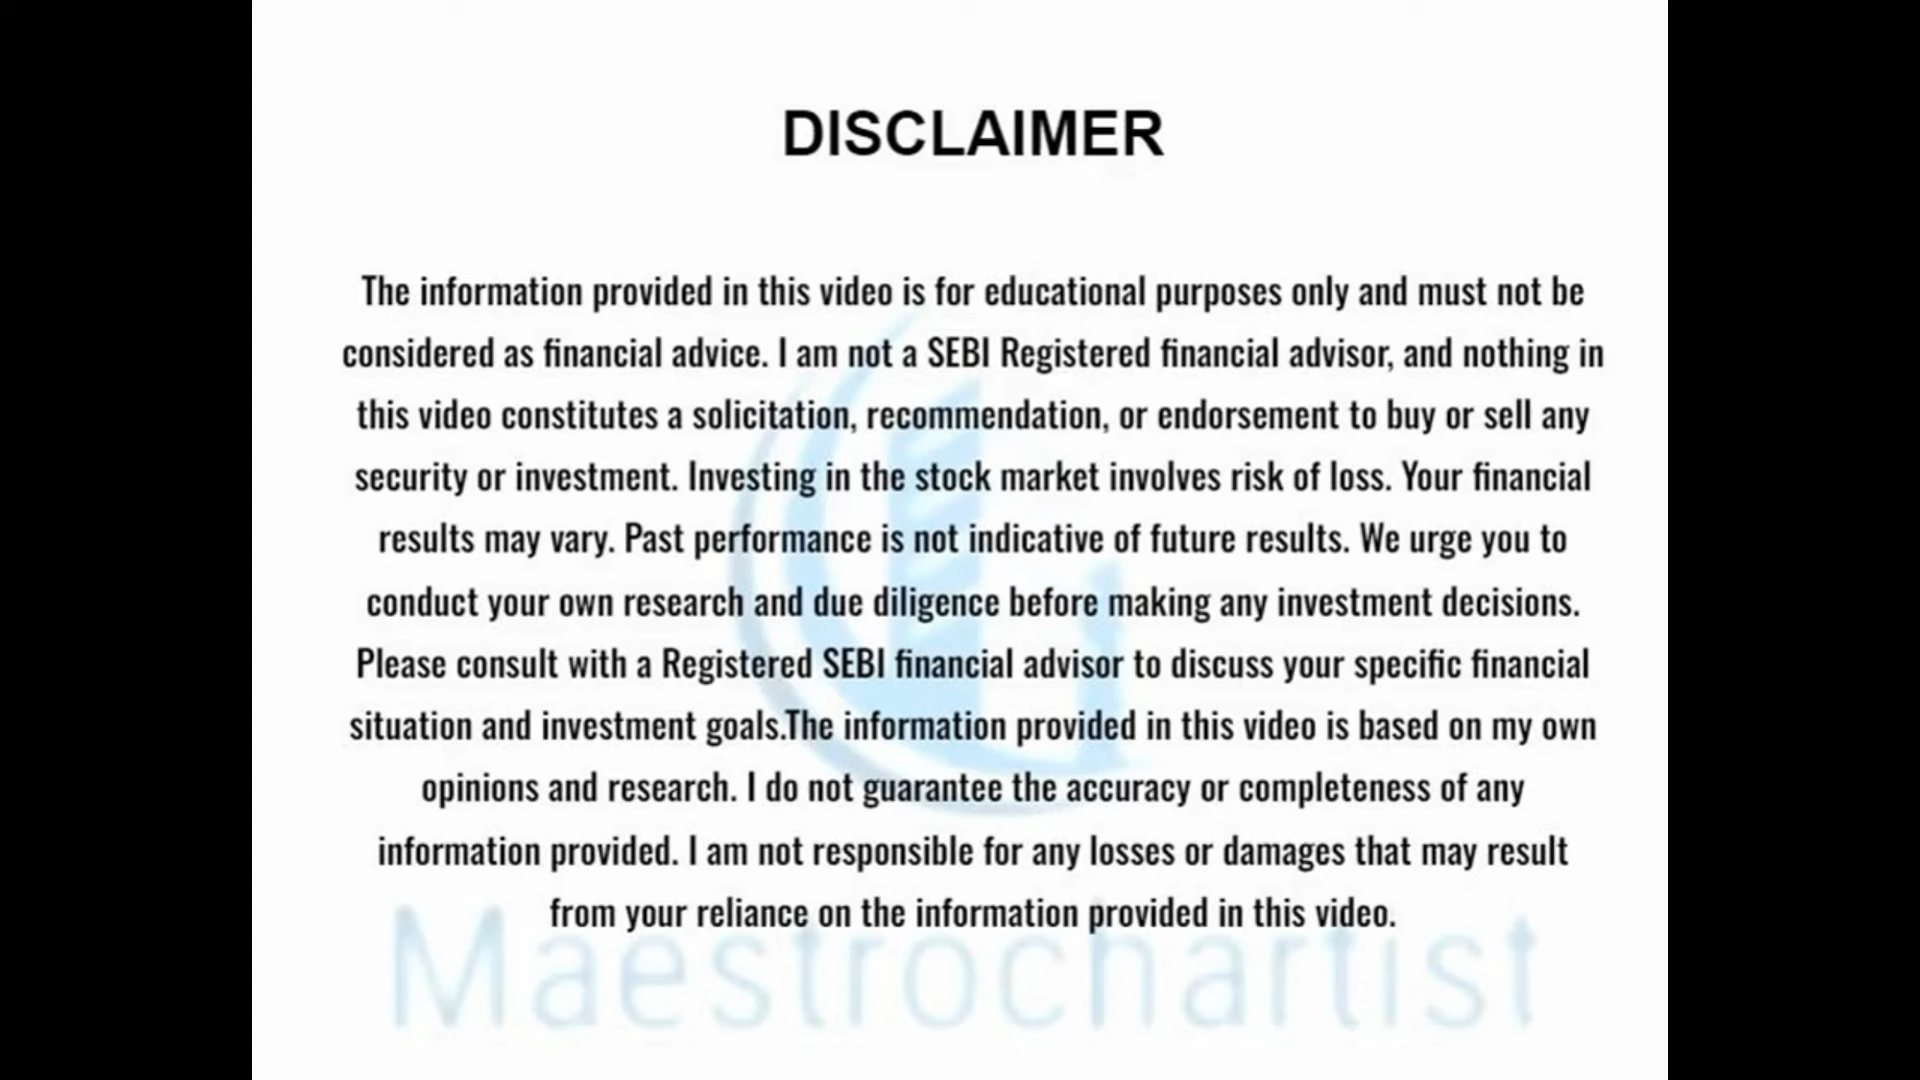 DISCLAIMER
The information provided in this video is for educational purposes only and must not be
considered as financial advice. I am not a SEBI Registered financial advisor, and nothing in
this video constitutes a solicitation, recommendation, or endorsement to buy or sell any
security or investment. Investing in the stock market involves risk of loss. Your financial
results may vary. Past performance is not indicative of future results. We urge you to
conduct your own research and due diligence before making any investment decisions.
Please consult with a Registered SEBI financial advisor to discuss your specific financial
situation and investment goals.The information provided in this video is based on my own
opinions and research. I do not guarantee the accuracy or completeness of any
information provided. I am not responsible for any losses or damages that may result
from your reliance on the information provided in this video.
Maestrochartist